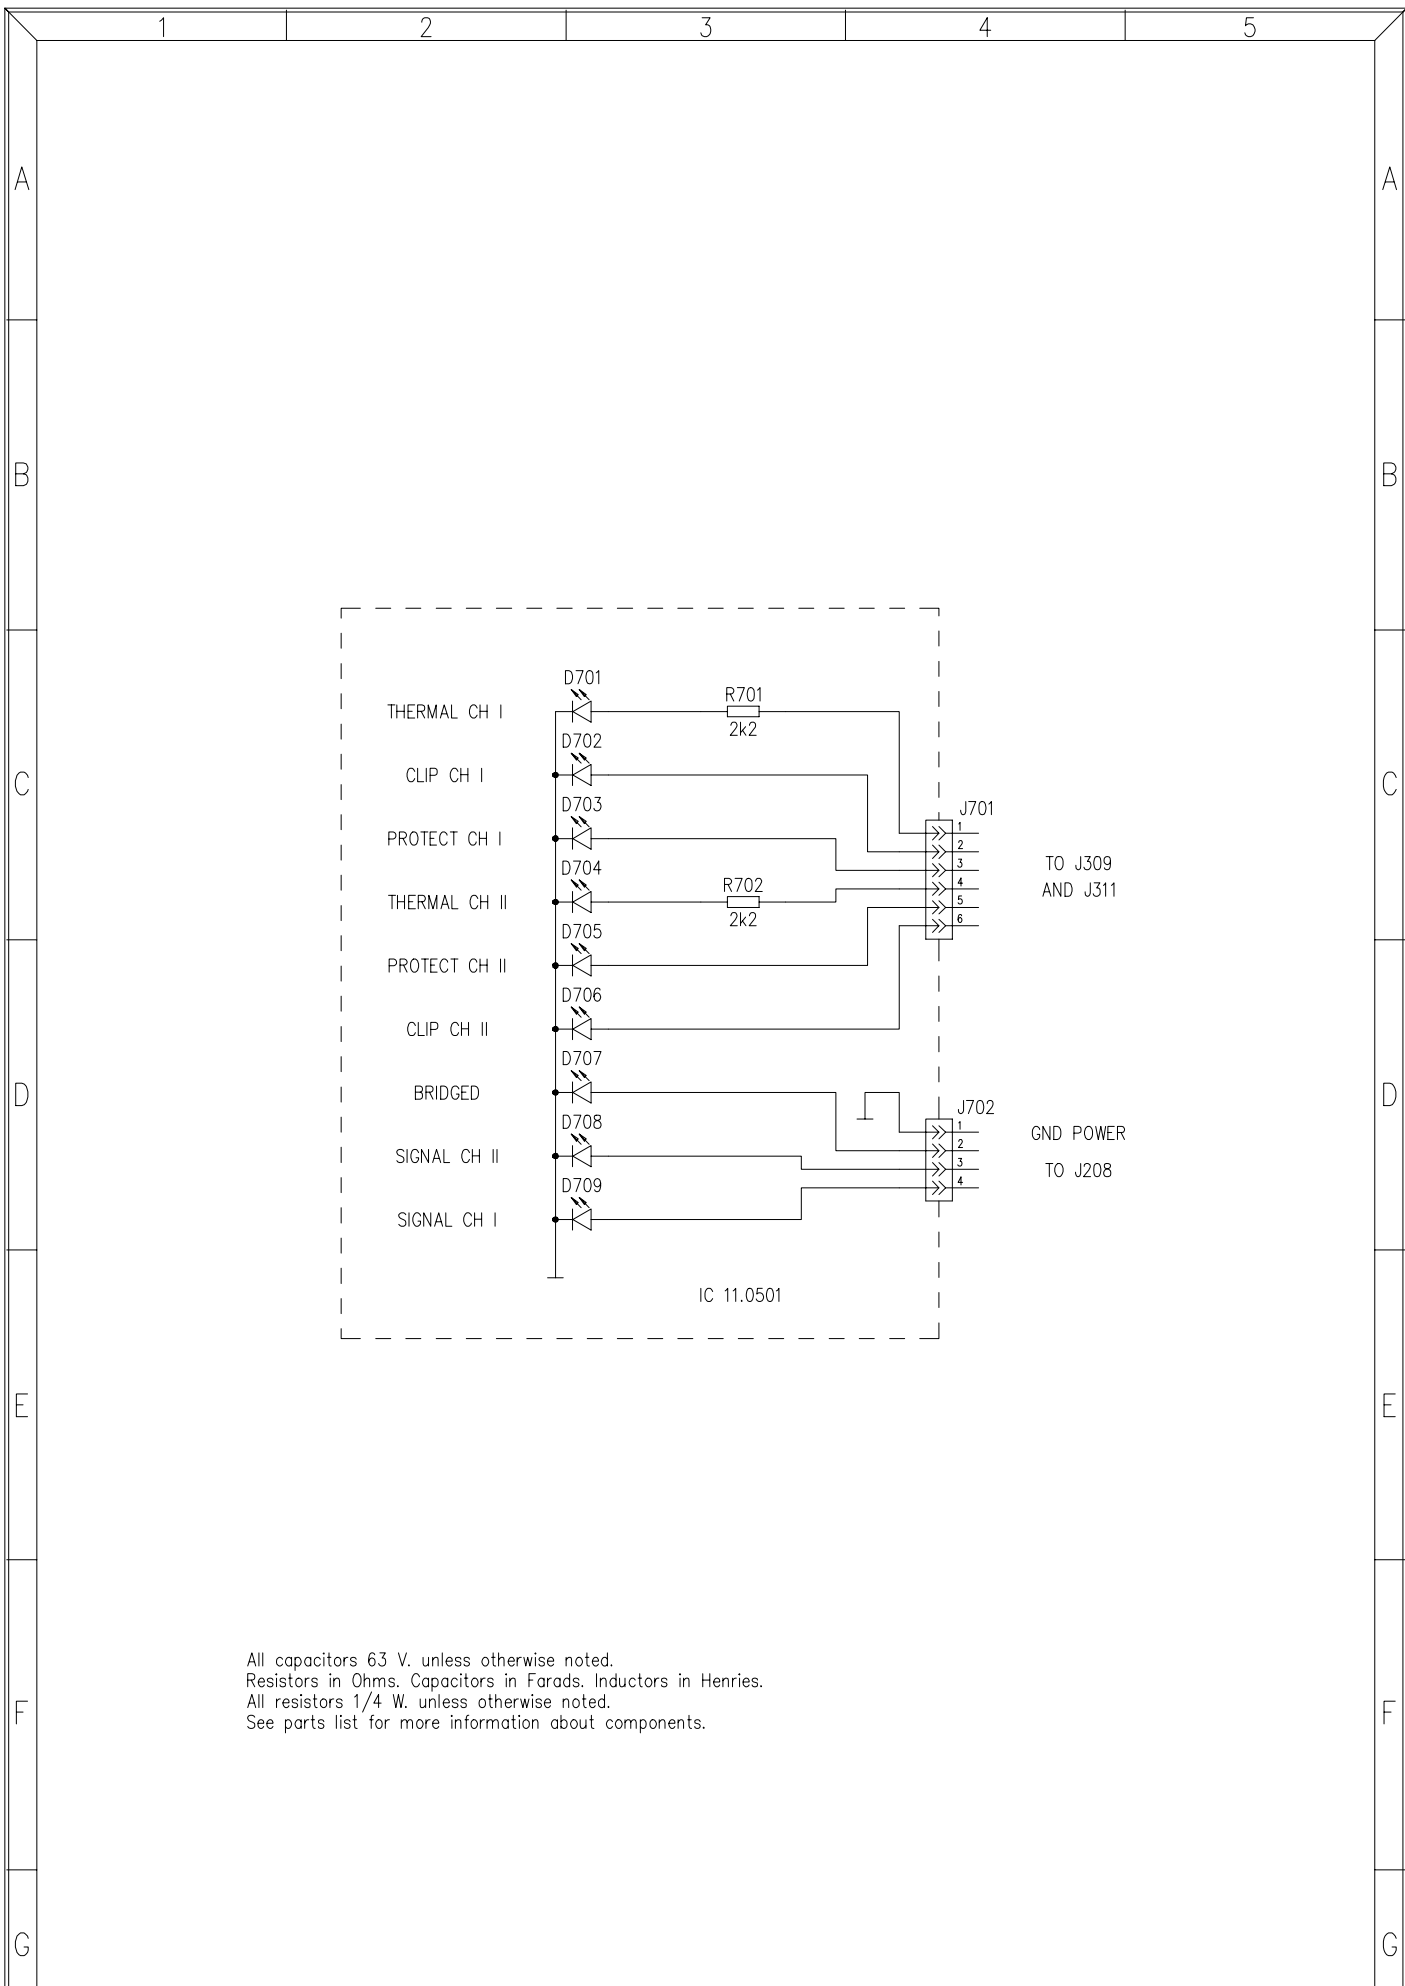 1 2 3 4 5
A A
B B
D701
THERMAL CH I R701
2k2
D702
CLIP CH I
C C
D703
PROTECT CH I
J701
1
2
3
4
5
6
TO J309
AND J311
D704
THERMAL CH II R702
2k2
D705
PROTECT CH II
D706
CLIP CH II
D707
BRIDGED
D D
J702
1
2
3
4
GND POWER
TO J208
D708
SIGNAL CH II
D709
SIGNAL CH I
IC 11.0501
E E
All capacitors 63 V. unless otherwise noted.
Resistors in Ohms. Capacitors in Farads. Inductors in Henries.
All resistors 1/4 W. unless otherwise noted.
See parts list for more information about components.
F F
G G